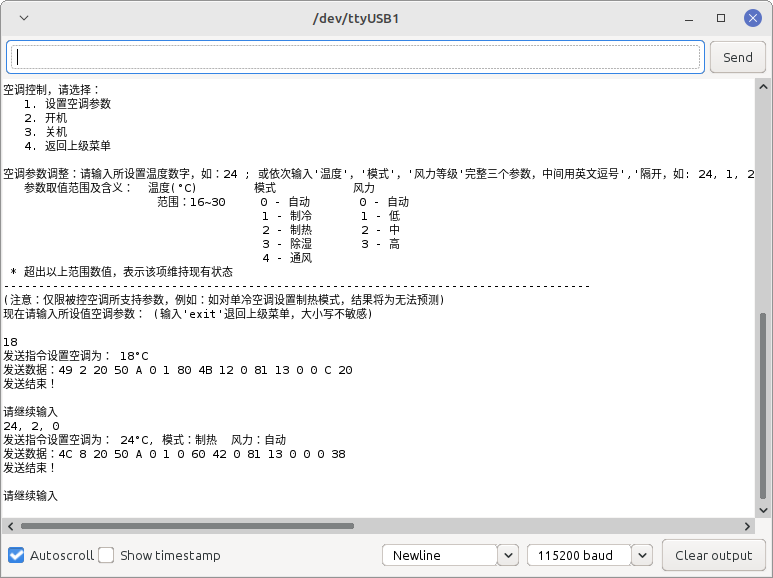 /dev/ttyUSB1
Send
空调控制，请选择：
1. 设置空调参数
2. 开机
3. 关机
4. 返回上级菜单
空调参数调整：请输入所设置温度数字，如：24 ; 或依次输入'温度', '模式', '风力等级'完整三个参数，中间用英文逗号','隔开，如: 24, 1, 2
参数取值范围及含义： 温度(°C) 模式 风力
范围：16~30 0 - 自动 0 - 自动
1 - 制冷 1 - 低
2 - 制热 2 - 中
3 - 除湿 3 - 高
4 - 通风
* 超出以上范围数值，表示该项维持现有状态
------------------------------------------------------------------------------------
(注意：仅限被控空调所支持参数，例如：如对单冷空调设置制热模式，结果将为无法预测)
现在请输入所设值空调参数： (输入'exit'退回上级菜单，大小写不敏感)
18
发送指令设置空调为： 18°C
发送数据：49 2 20 50 A 0 1 80 4B 12 0 81 13 0 0 C 20
发送结束！
请继续输入
24, 2, 0
发送指令设置空调为： 24°C, 模式：制热 风力：自动
发送数据：4C 8 20 50 A 0 1 0 60 42 0 81 13 0 0 0 38
发送结束！
请继续输入
Autoscroll Show timestamp Newline 115200 baud Clear output